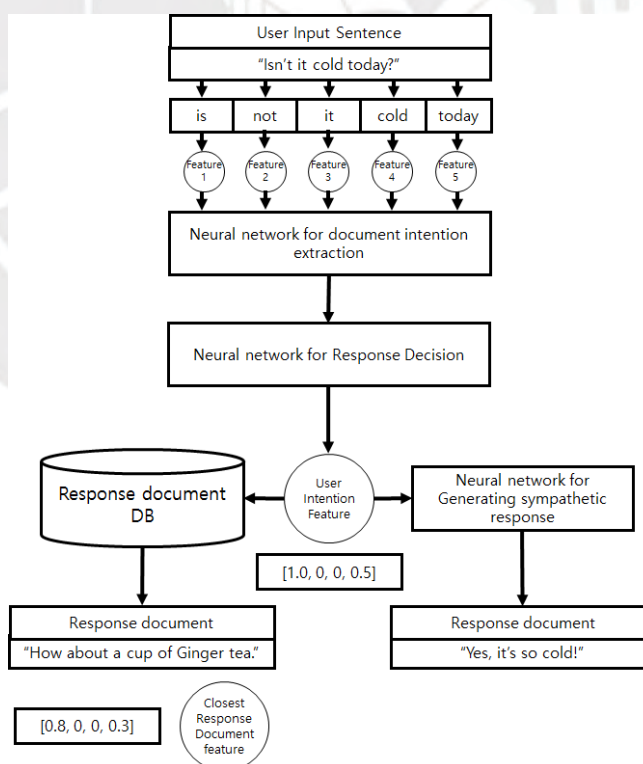 User Input Sentence
“Isn’t it cold today?”
is not it cold today
Feature 1
Feature 2
Feature 3
Feature 4
Feature 5
Neural network for document intention
extraction
Neural network for Response Decision
Response document
DB
User
Intention
Feature
Neural network for
Generating sympathetic
response
[1.0, 0, 0, 0.5]
Response document
“How about a cup of Ginger tea.”
Response document
“Yes, it’s so cold!”
[0.8, 0, 0, 0.3]
Closest
Response
Document
feature